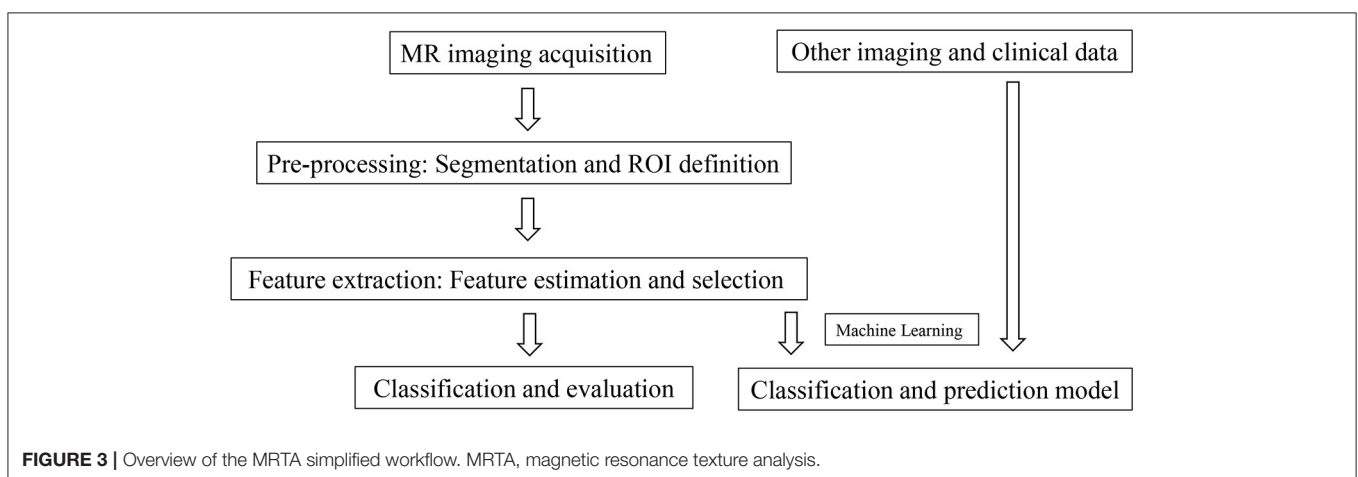 MR imaging acquisition
Other imaging and clinical data
Pre-processing: Segmentation and ROI definition
Feature extraction: Feature estimation and selection
Machine Learning
Classification and evaluation
Classification and prediction model
FIGURE 3 | Overview of the MRTA simplified workflow. MRTA, magnetic resonance texture analysis.